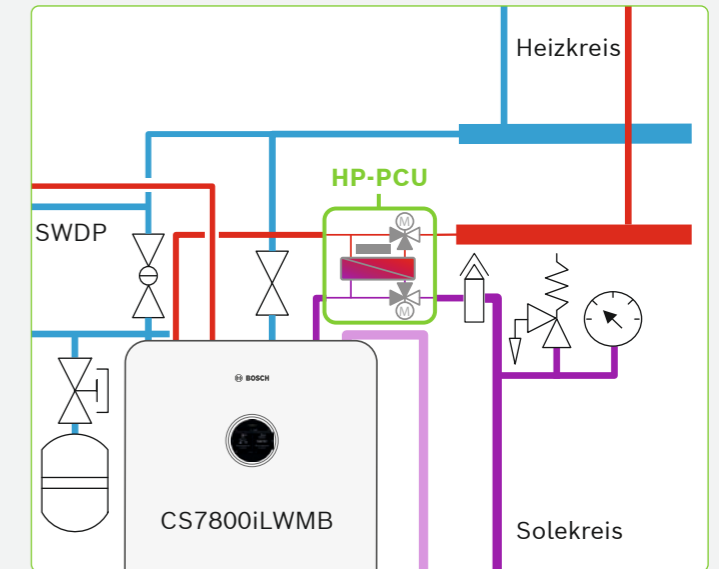 Heizkreis
HP-PCU
SWDP
M
M
BOSCH
CS7800iLWMB
Solekreis